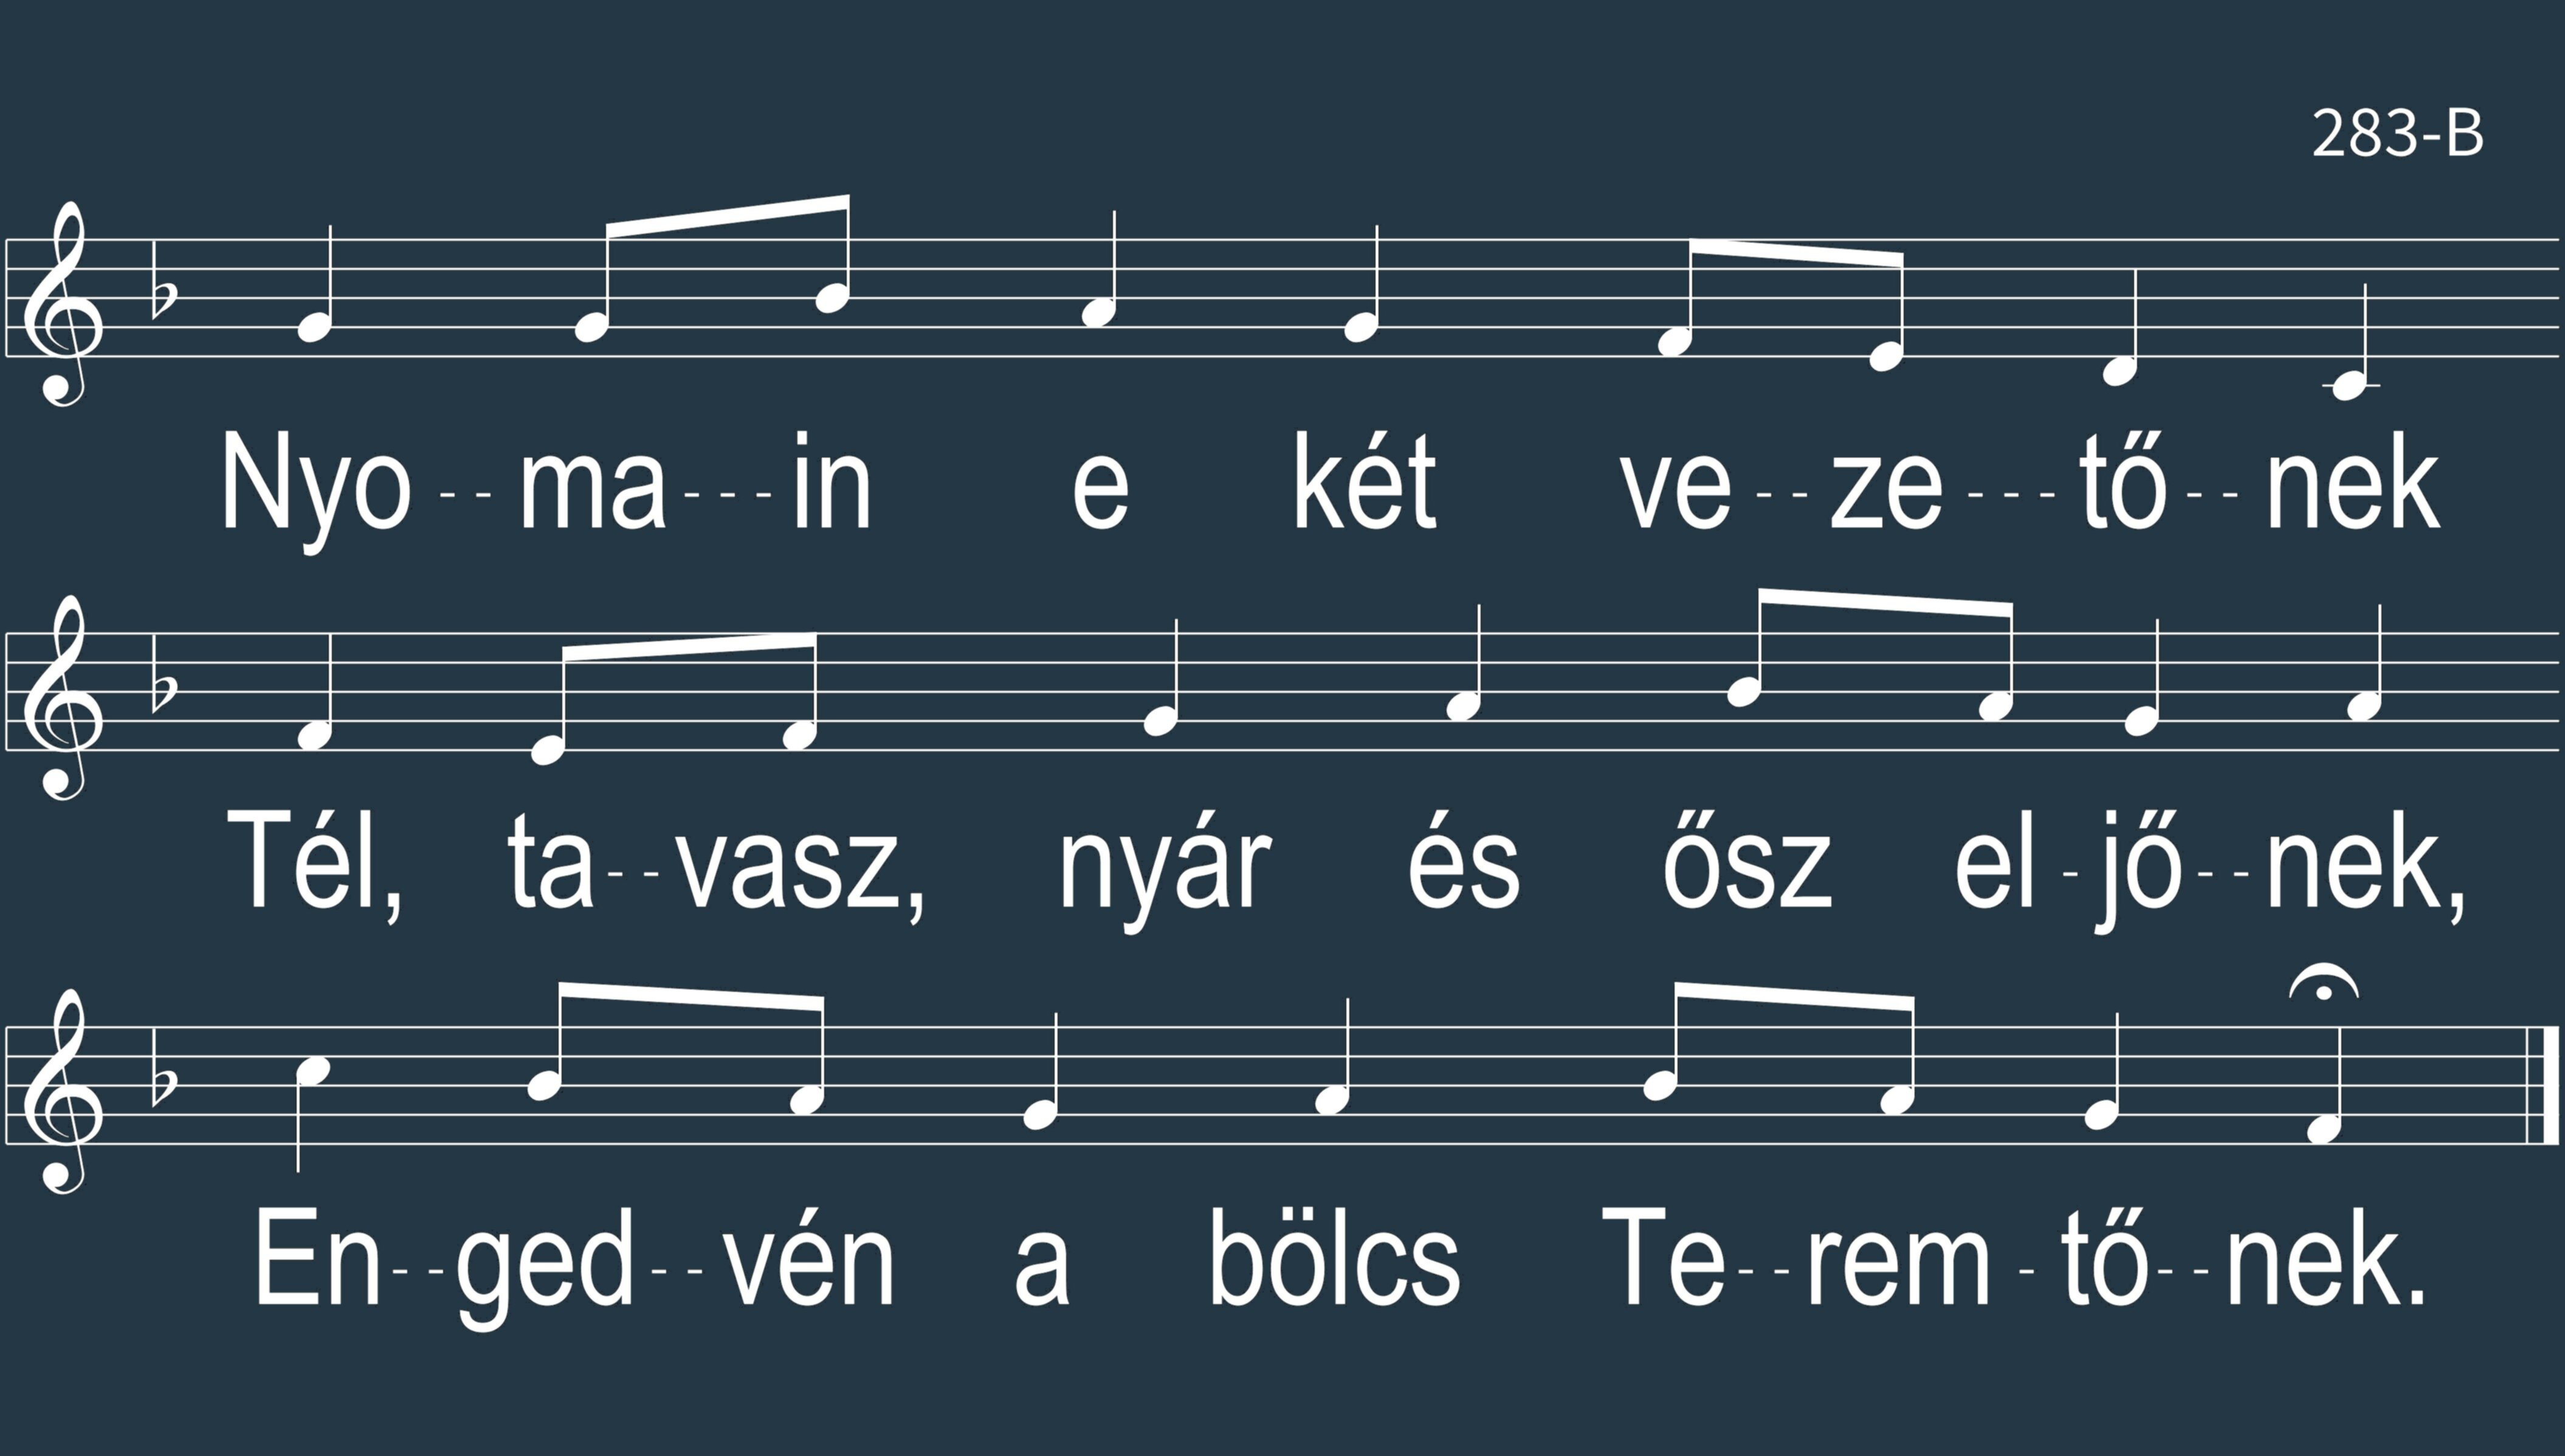 283-B
Nyo--ma---in e két ve--ze---tő--nek
Tél, ta--vasz, nyár és ősz el-jő--nek,
En--ged--vén a bölcs Te--rem-tő--nek.